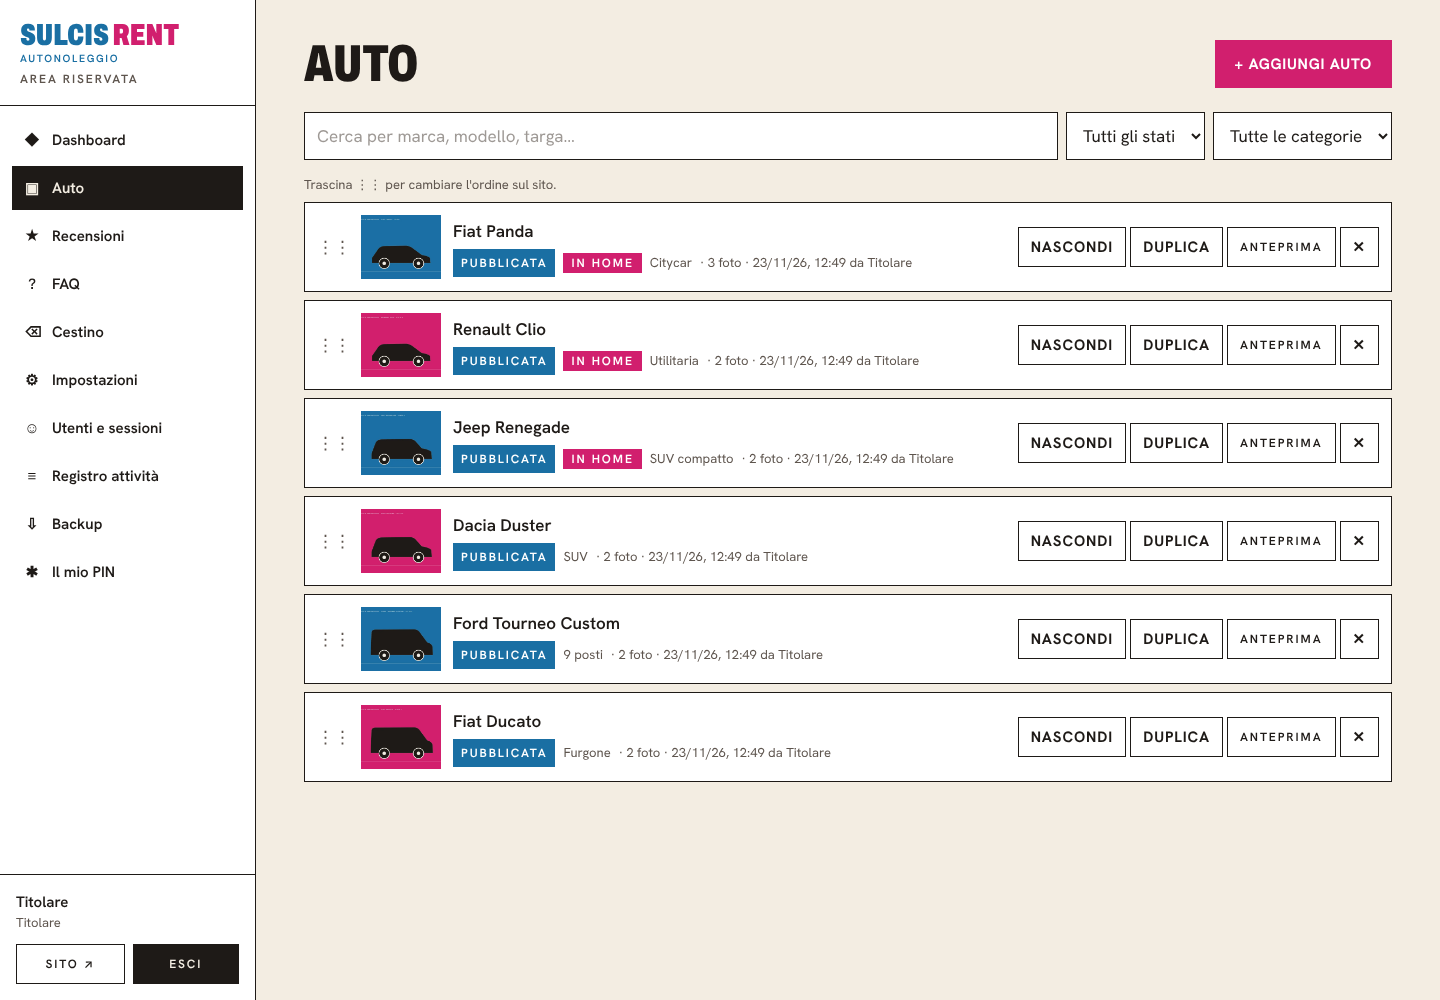 SULCIS RENT
AUTONOLEGGIO
AREA RISERVATA
◆ Dashboard
▣ Auto
★ Recensioni
? FAQ
⌫ Cestino
⚙ Impostazioni
☺ Utenti e sessioni
≡ Registro attività
⇩ Backup
✱ Il mio PIN
Titolare
Titolare
SITO ↗ ESCI
AUTO
+ AGGIUNGI AUTO
Cerca per marca, modello, targa… Tutti gli stati Tutte le categorie
Trascina ⋮⋮ per cambiare l'ordine sul sito.
Fiat Panda
PUBBLICATA IN HOME Citycar · 3 foto · 23/11/26, 12:49 da Titolare
NASCONDI DUPLICA ANTEPRIMA ✕
Renault Clio
PUBBLICATA IN HOME Utilitaria · 2 foto · 23/11/26, 12:49 da Titolare
NASCONDI DUPLICA ANTEPRIMA ✕
Jeep Renegade
PUBBLICATA IN HOME SUV compatto · 2 foto · 23/11/26, 12:49 da Titolare
NASCONDI DUPLICA ANTEPRIMA ✕
Dacia Duster
PUBBLICATA SUV · 2 foto · 23/11/26, 12:49 da Titolare
NASCONDI DUPLICA ANTEPRIMA ✕
Ford Tourneo Custom
PUBBLICATA 9 posti · 2 foto · 23/11/26, 12:49 da Titolare
NASCONDI DUPLICA ANTEPRIMA ✕
Fiat Ducato
PUBBLICATA Furgone · 2 foto · 23/11/26, 12:49 da Titolare
NASCONDI DUPLICA ANTEPRIMA ✕